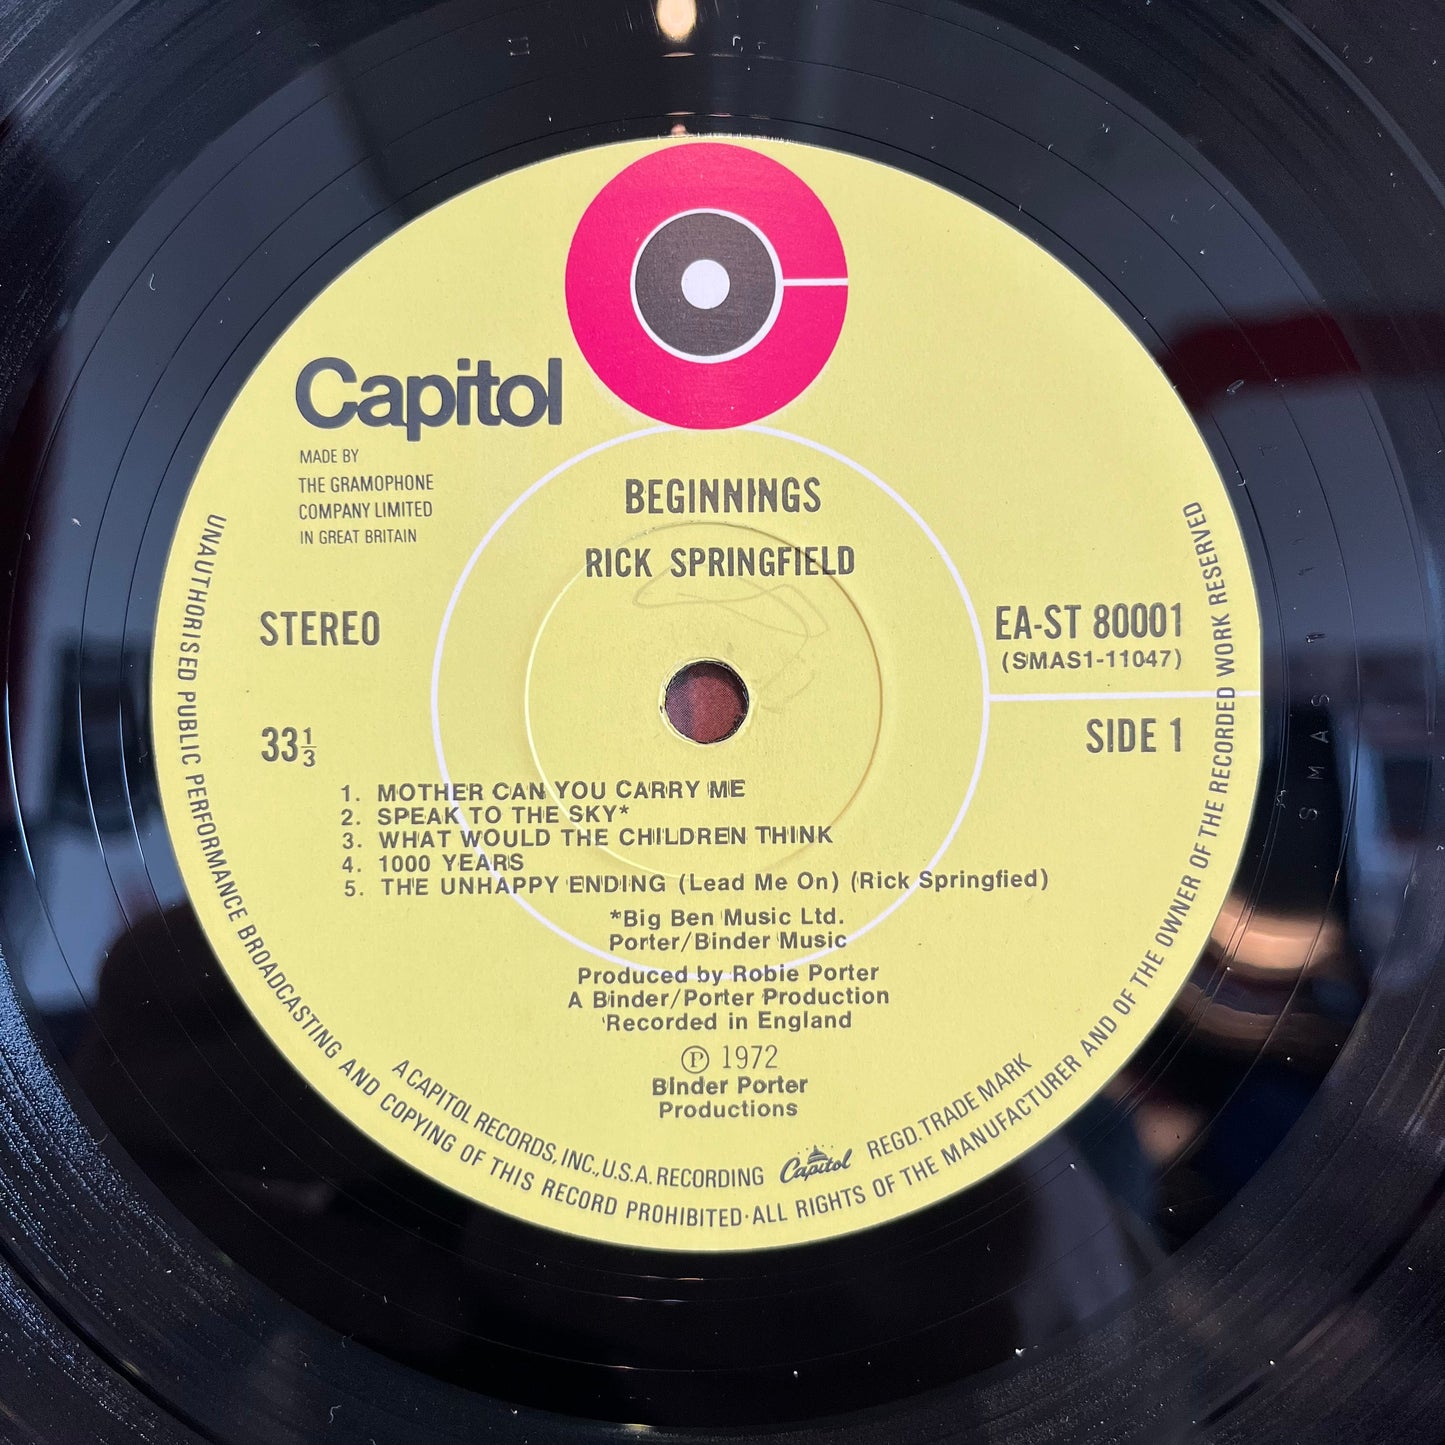 Capitol
MADE BY
THE GRAMOPHONE
COMPANY LIMITED
IN GREAT BRITAIN
BEGINNINGS
RICK SPRINGFIELD
STEREO
EA-ST 80001
(SMAS1-11047)
33⅓
SIDE 1
1. MOTHER CAN YOU CARRY ME
2. SPEAK TO THE SKY*
3. WHAT WOULD THE CHILDREN THINK
4. 1000 YEARS
5. THE UNHAPPY ENDING (Lead Me On) (Rick Springfied)
*Big Ben Music Ltd.
Porter/Binder Music
Produced by Robie Porter
A Binder/Porter Production
Recorded in England
℗ 1972
Binder Porter
Productions
A CAPITOL RECORDS, INC., U.S.A. RECORDING Capitol REGD. TRADE MARK
UNAUTHORISED PUBLIC PERFORMANCE BROADCASTING AND COPYING OF THIS RECORD PROHIBITED·ALL RIGHTS OF THE MANUFACTURER AND OF THE OWNER OF THE RECORDED WORK RESERVED